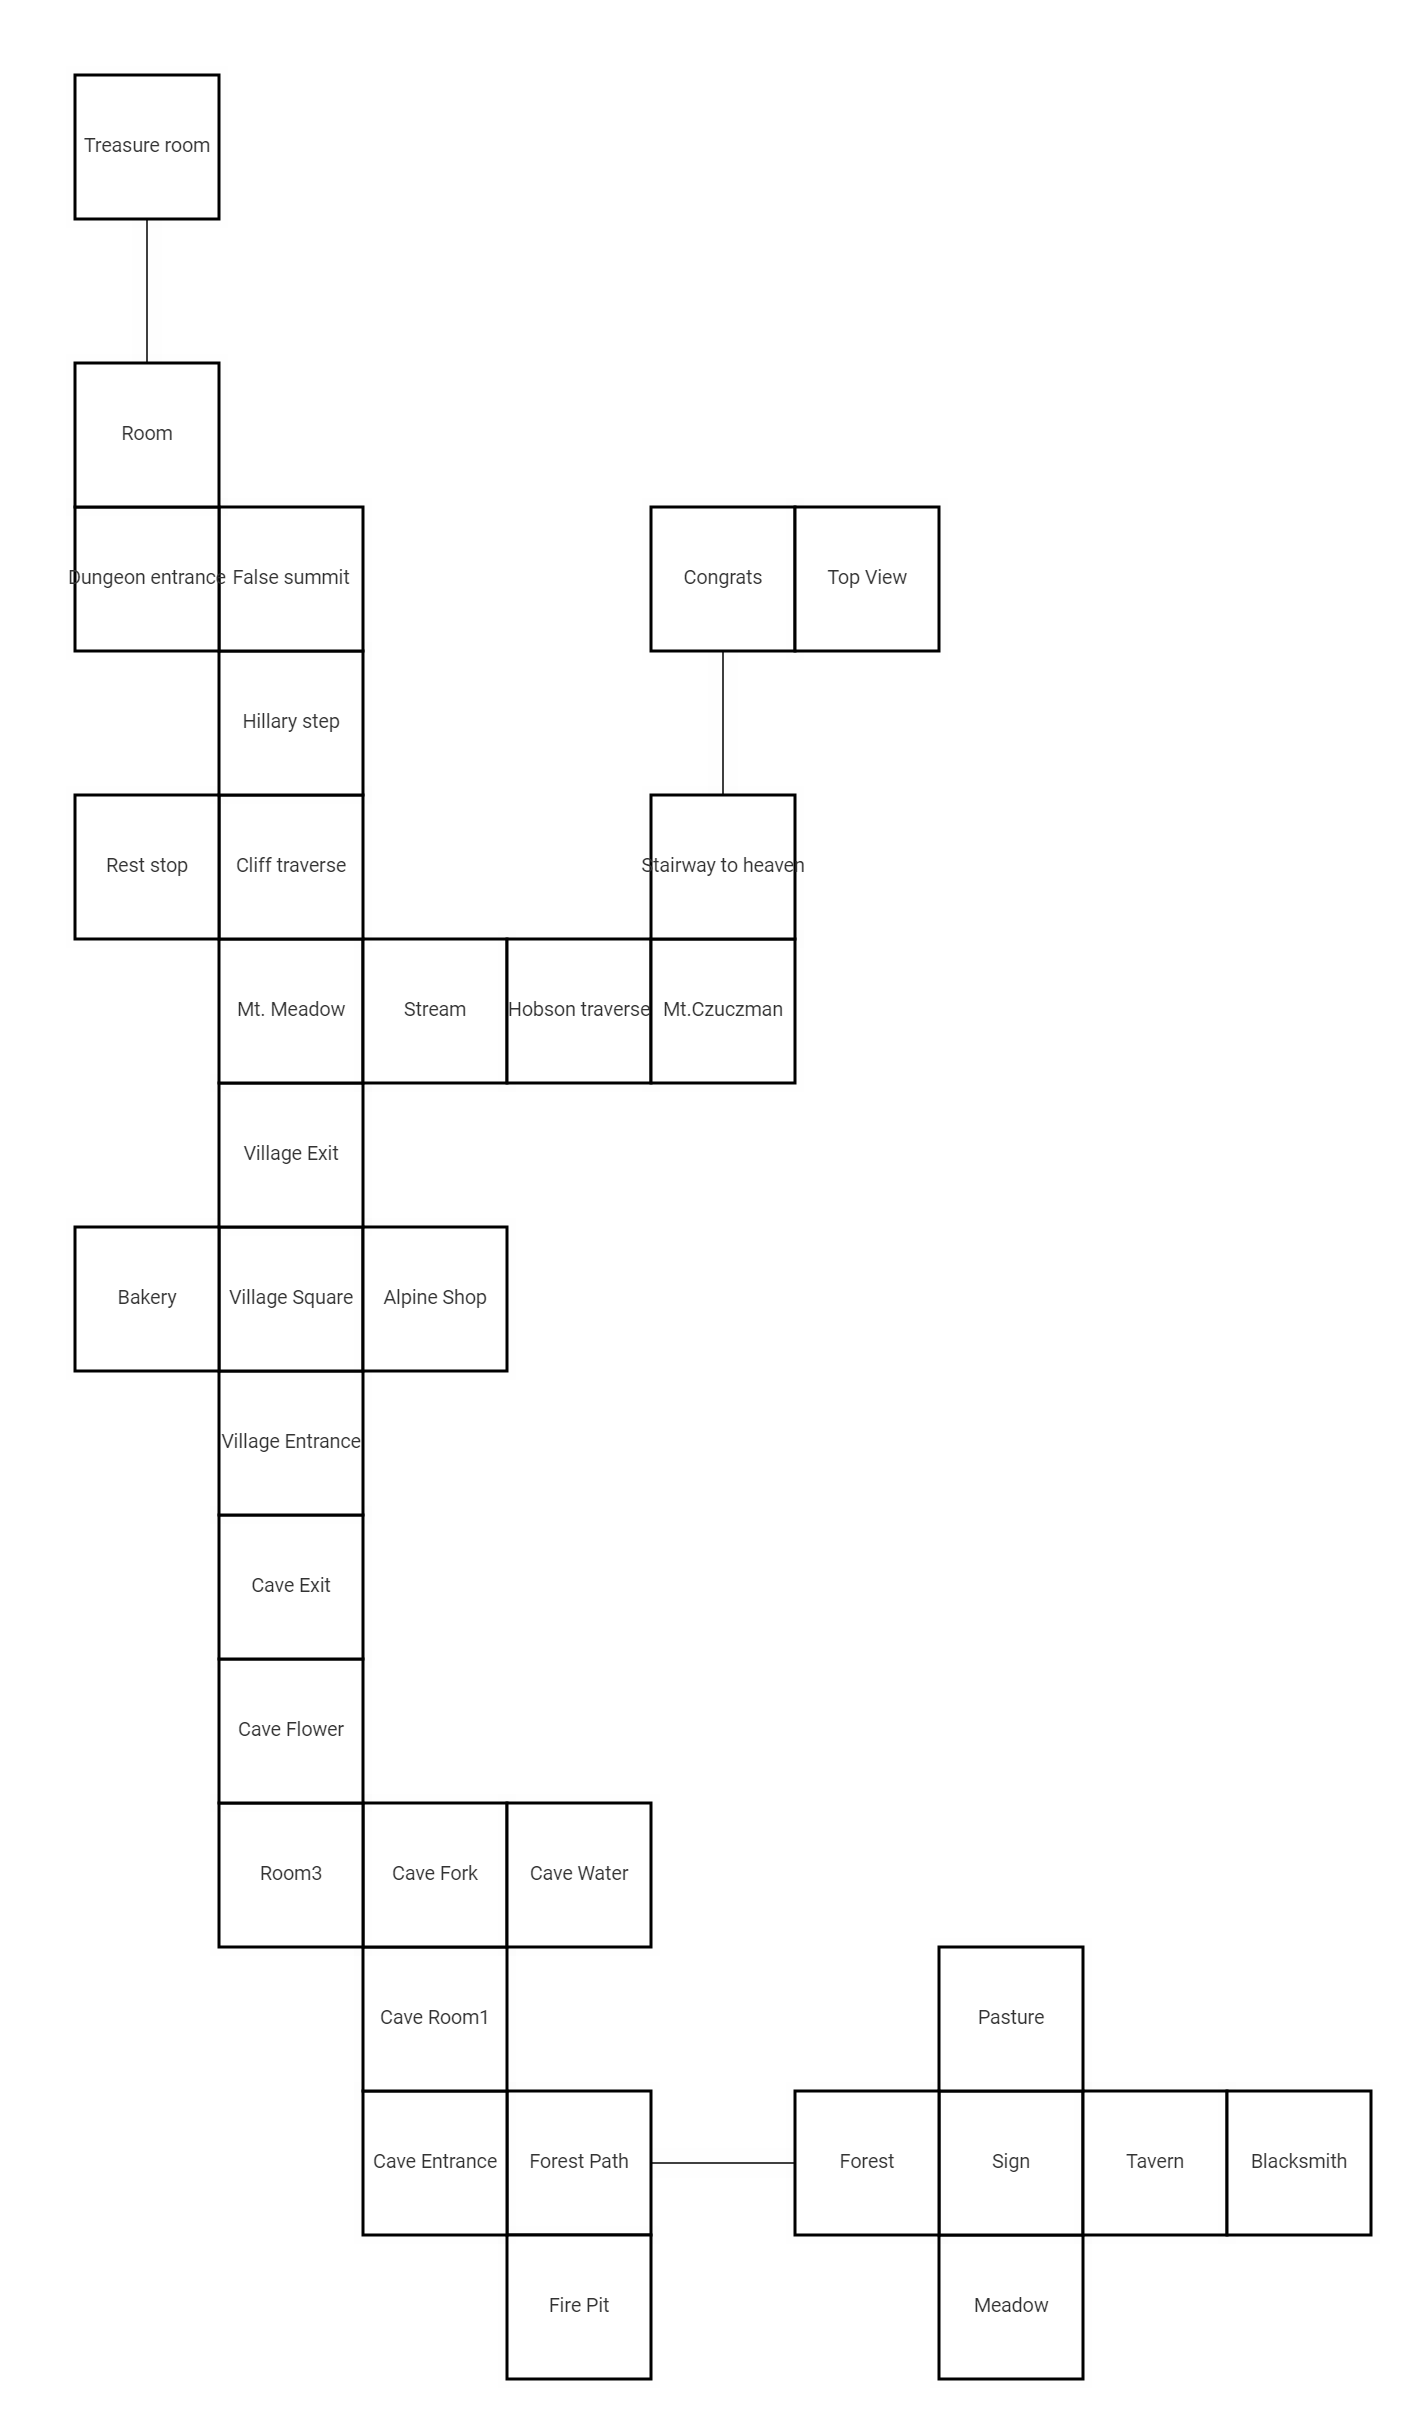 Treasure room
Room
Dungeon entrance
False summit
Congrats
Top View
Hillary step
Rest stop
Cliff traverse
Stairway to heaven
Mt. Meadow
Stream
Hobson traverse
Mt.Czuczman
Village Exit
Bakery
Village Square
Alpine Shop
Village Entrance
Cave Exit
Cave Flower
Room3
Cave Fork
Cave Water
Cave Room1
Pasture
Cave Entrance
Forest Path
Forest
Sign
Tavern
Blacksmith
Fire Pit
Meadow